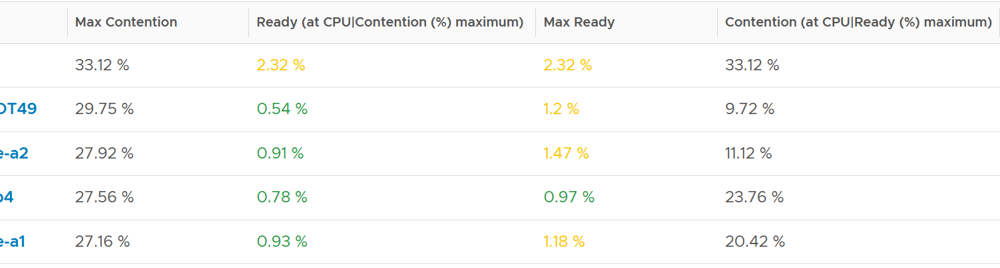 Max Contention Ready (at CPU|Contention (%) maximum) Max Ready Contention (at CPU|Ready (%) maximum)
33.12 % 2.32 % 2.32 % 33.12 %
OT49 29.75 % 0.54 % 1.2 % 9.72 %
e-a2 27.92 % 0.91 % 1.47 % 11.12 %
04 27.56 % 0.78 % 0.97 % 23.76 %
e-a1 27.16 % 0.93 % 1.18 % 20.42 %